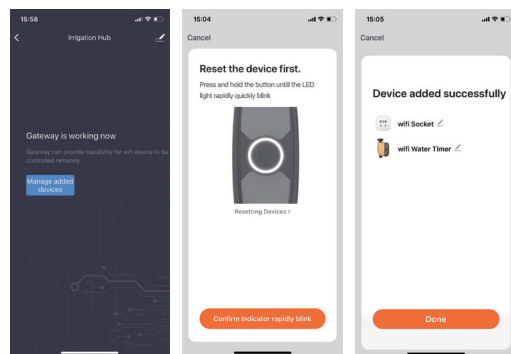 15:58
Irrigation Hub
Gateway is working now
Gateway can provide capability for wifi device to be
controlled remotely.
Manage added
devices
15:04
Cancel
Reset the device first.
Press and hold the button untill the LED
light rapidly quickly blink
Resetting Devices >
Confirm indicator rapidly blink
15:05
Cancel
Device added successfully
wifi Socket
wifi Water Timer
Done